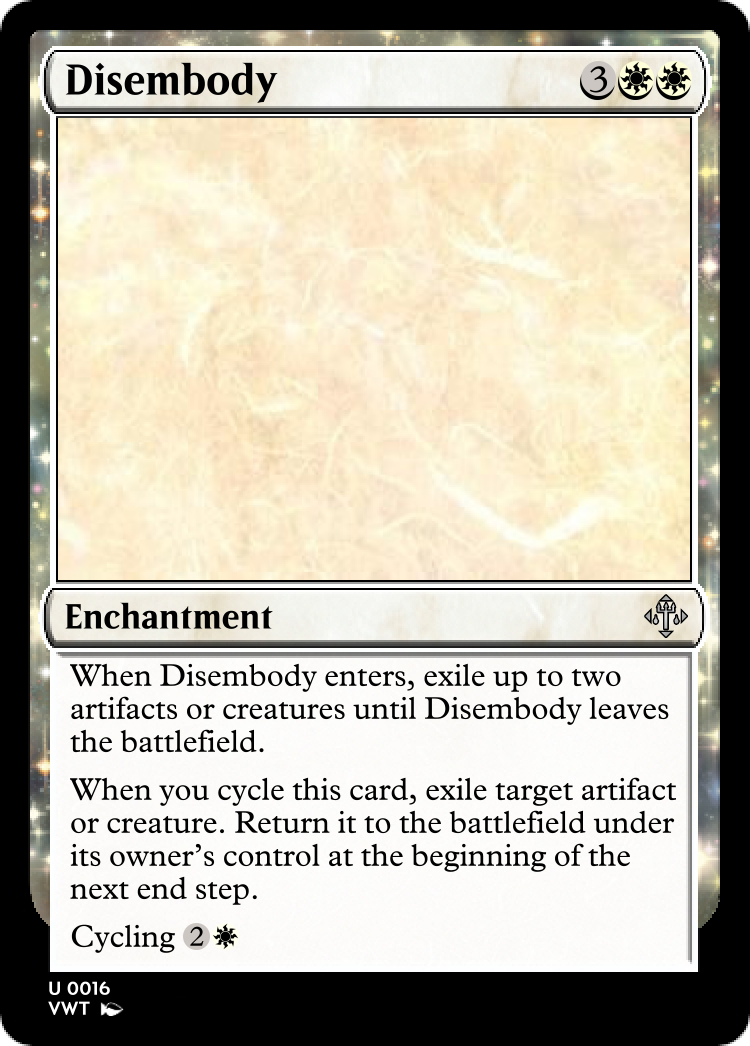 Disembody 3
Enchantment
When Disembody enters, exile up to two
artifacts or creatures until Disembody leaves
the battlefield.
When you cycle this card, exile target artifact
or creature. Return it to the battlefield under
its owner's control at the beginning of the
next end step.
Cycling 2
U 0016
VWT